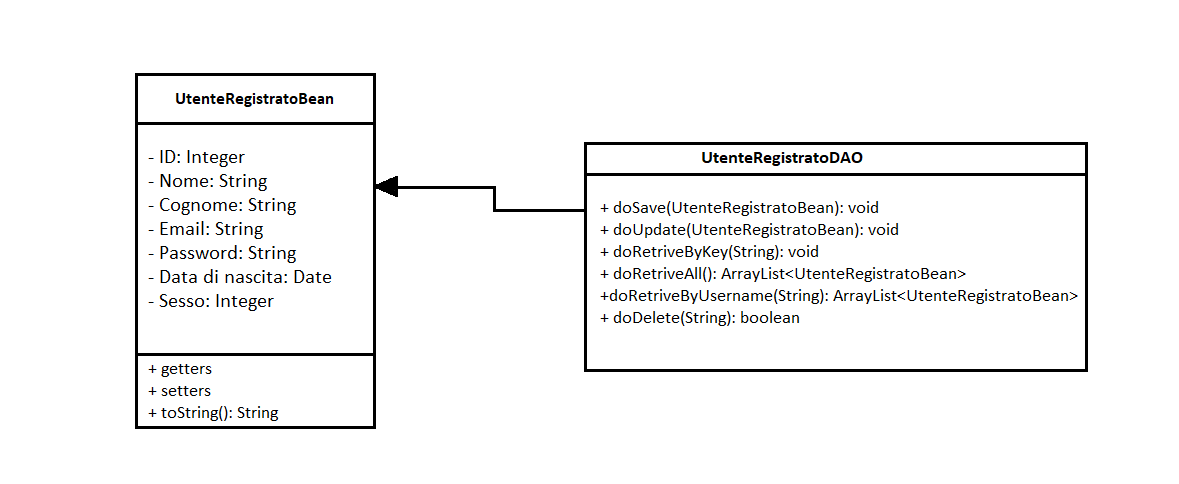 UtenteRegistratoBean
- ID: Integer
- Nome: String
- Cognome: String
- Email: String
- Password: String
- Data di nascita: Date
- Sesso: Integer
+ getters
+ setters
+ toString(): String
UtenteRegistratoDAO
+ doSave(UtenteRegistratoBean): void
+ doUpdate(UtenteRegistratoBean): void
+ doRetriveByKey(String): void
+ doRetriveAll(): ArrayList<UtenteRegistratoBean>
+doRetriveByUsername(String): ArrayList<UtenteRegistratoBean>
+ doDelete(String): boolean